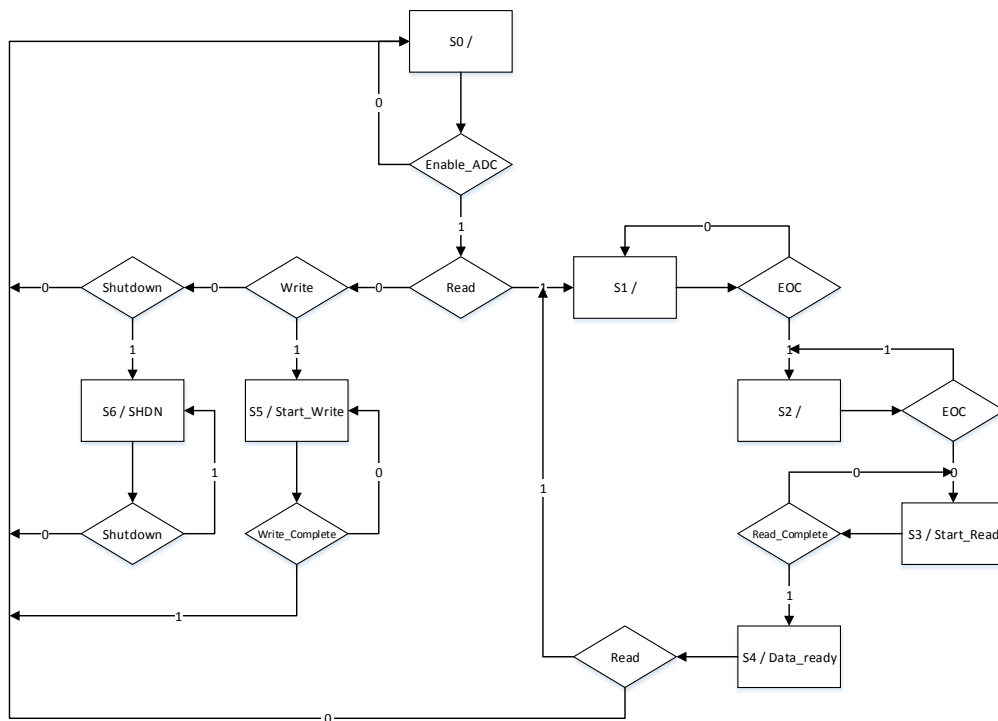 S0 /
0
Enable_ADC
1
0
Shutdown
0
Write
0
Read
1
S1 /
0
EOC
1
1
1
1
S6 / SHDN
S5 / Start_Write
S2 /
EOC
1
0
0
0
0
Shutdown
Write_Complete
1
Read_Complete
S3 / Start_Read
1
1
Read
S4 / Data_ready
0